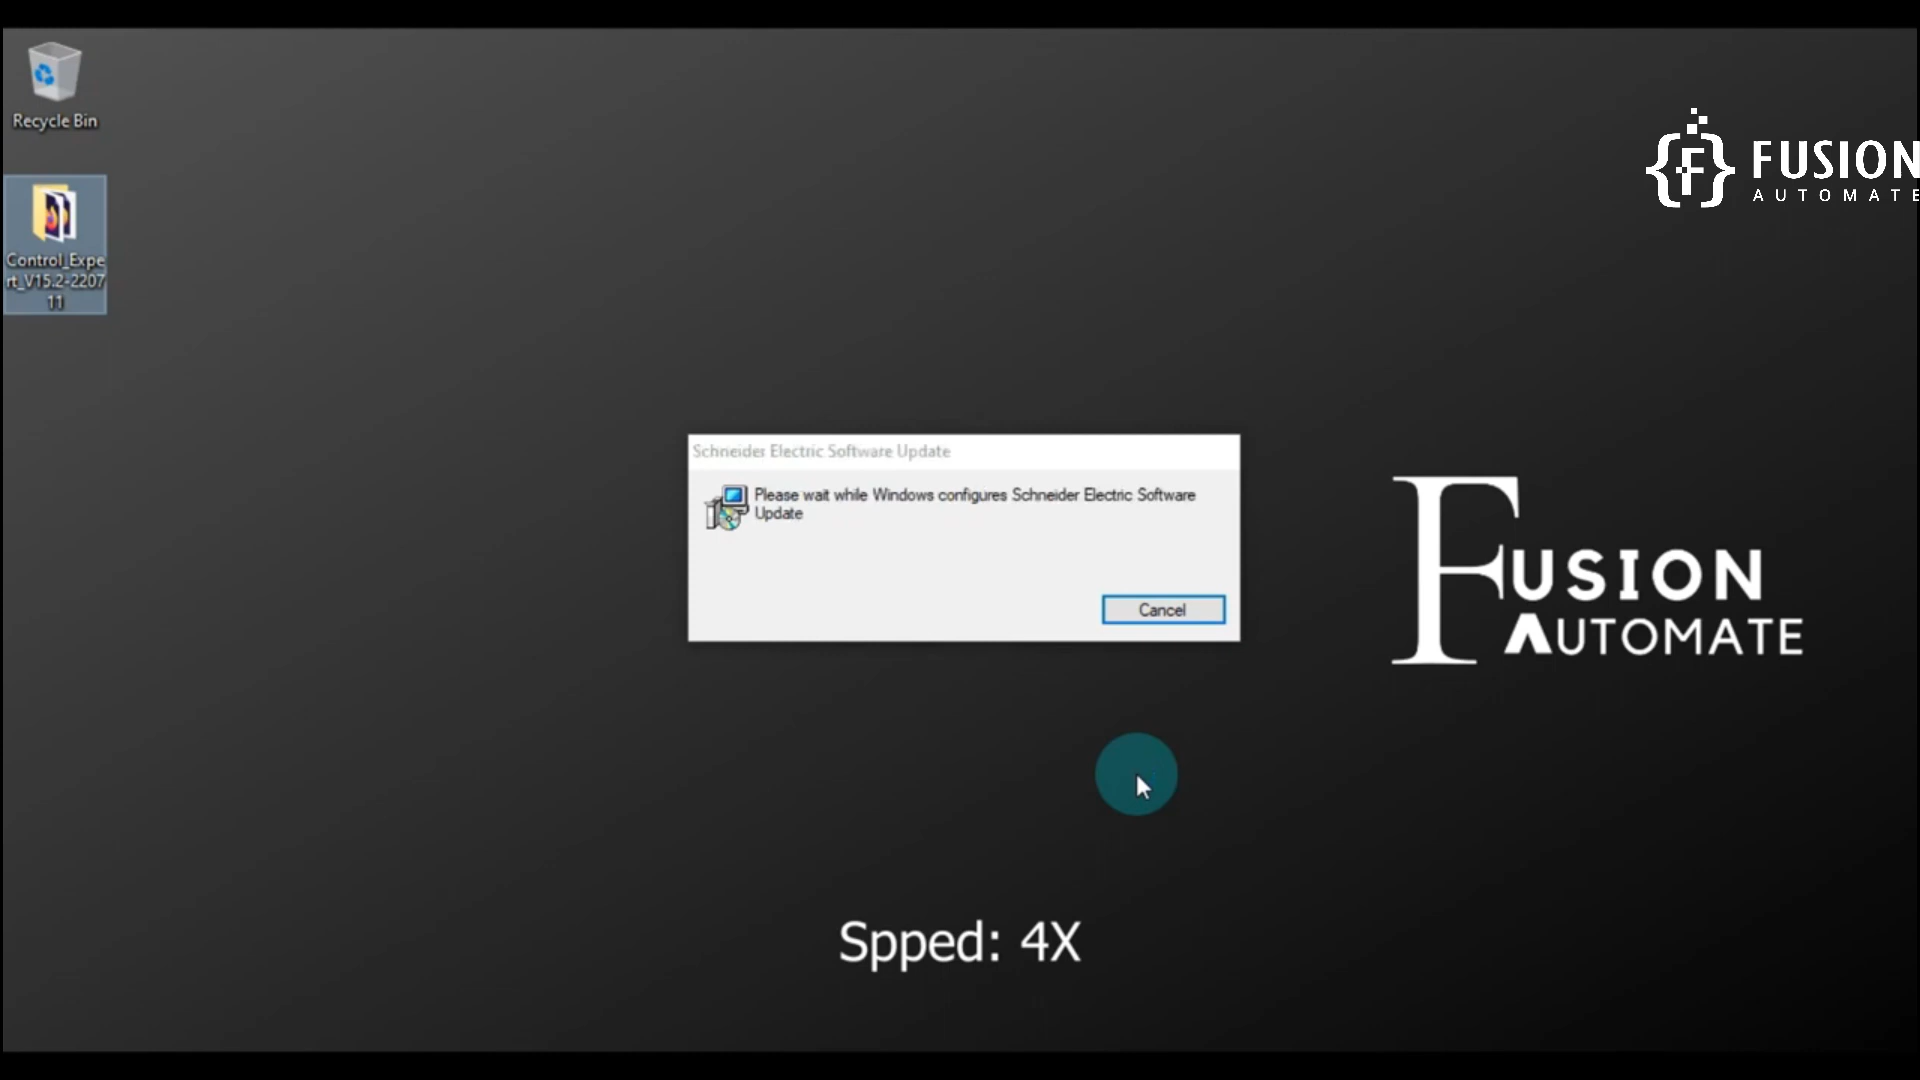 Recycle Bin
Control_Expe
rt_V15.2-2207
11
FUSION
AUTOMATE
Schneider Electric Software Update
Please wait while Windows configures Schneider Electric Software
Update
Cancel
FUSION
AUTOMATE
Spped: 4X